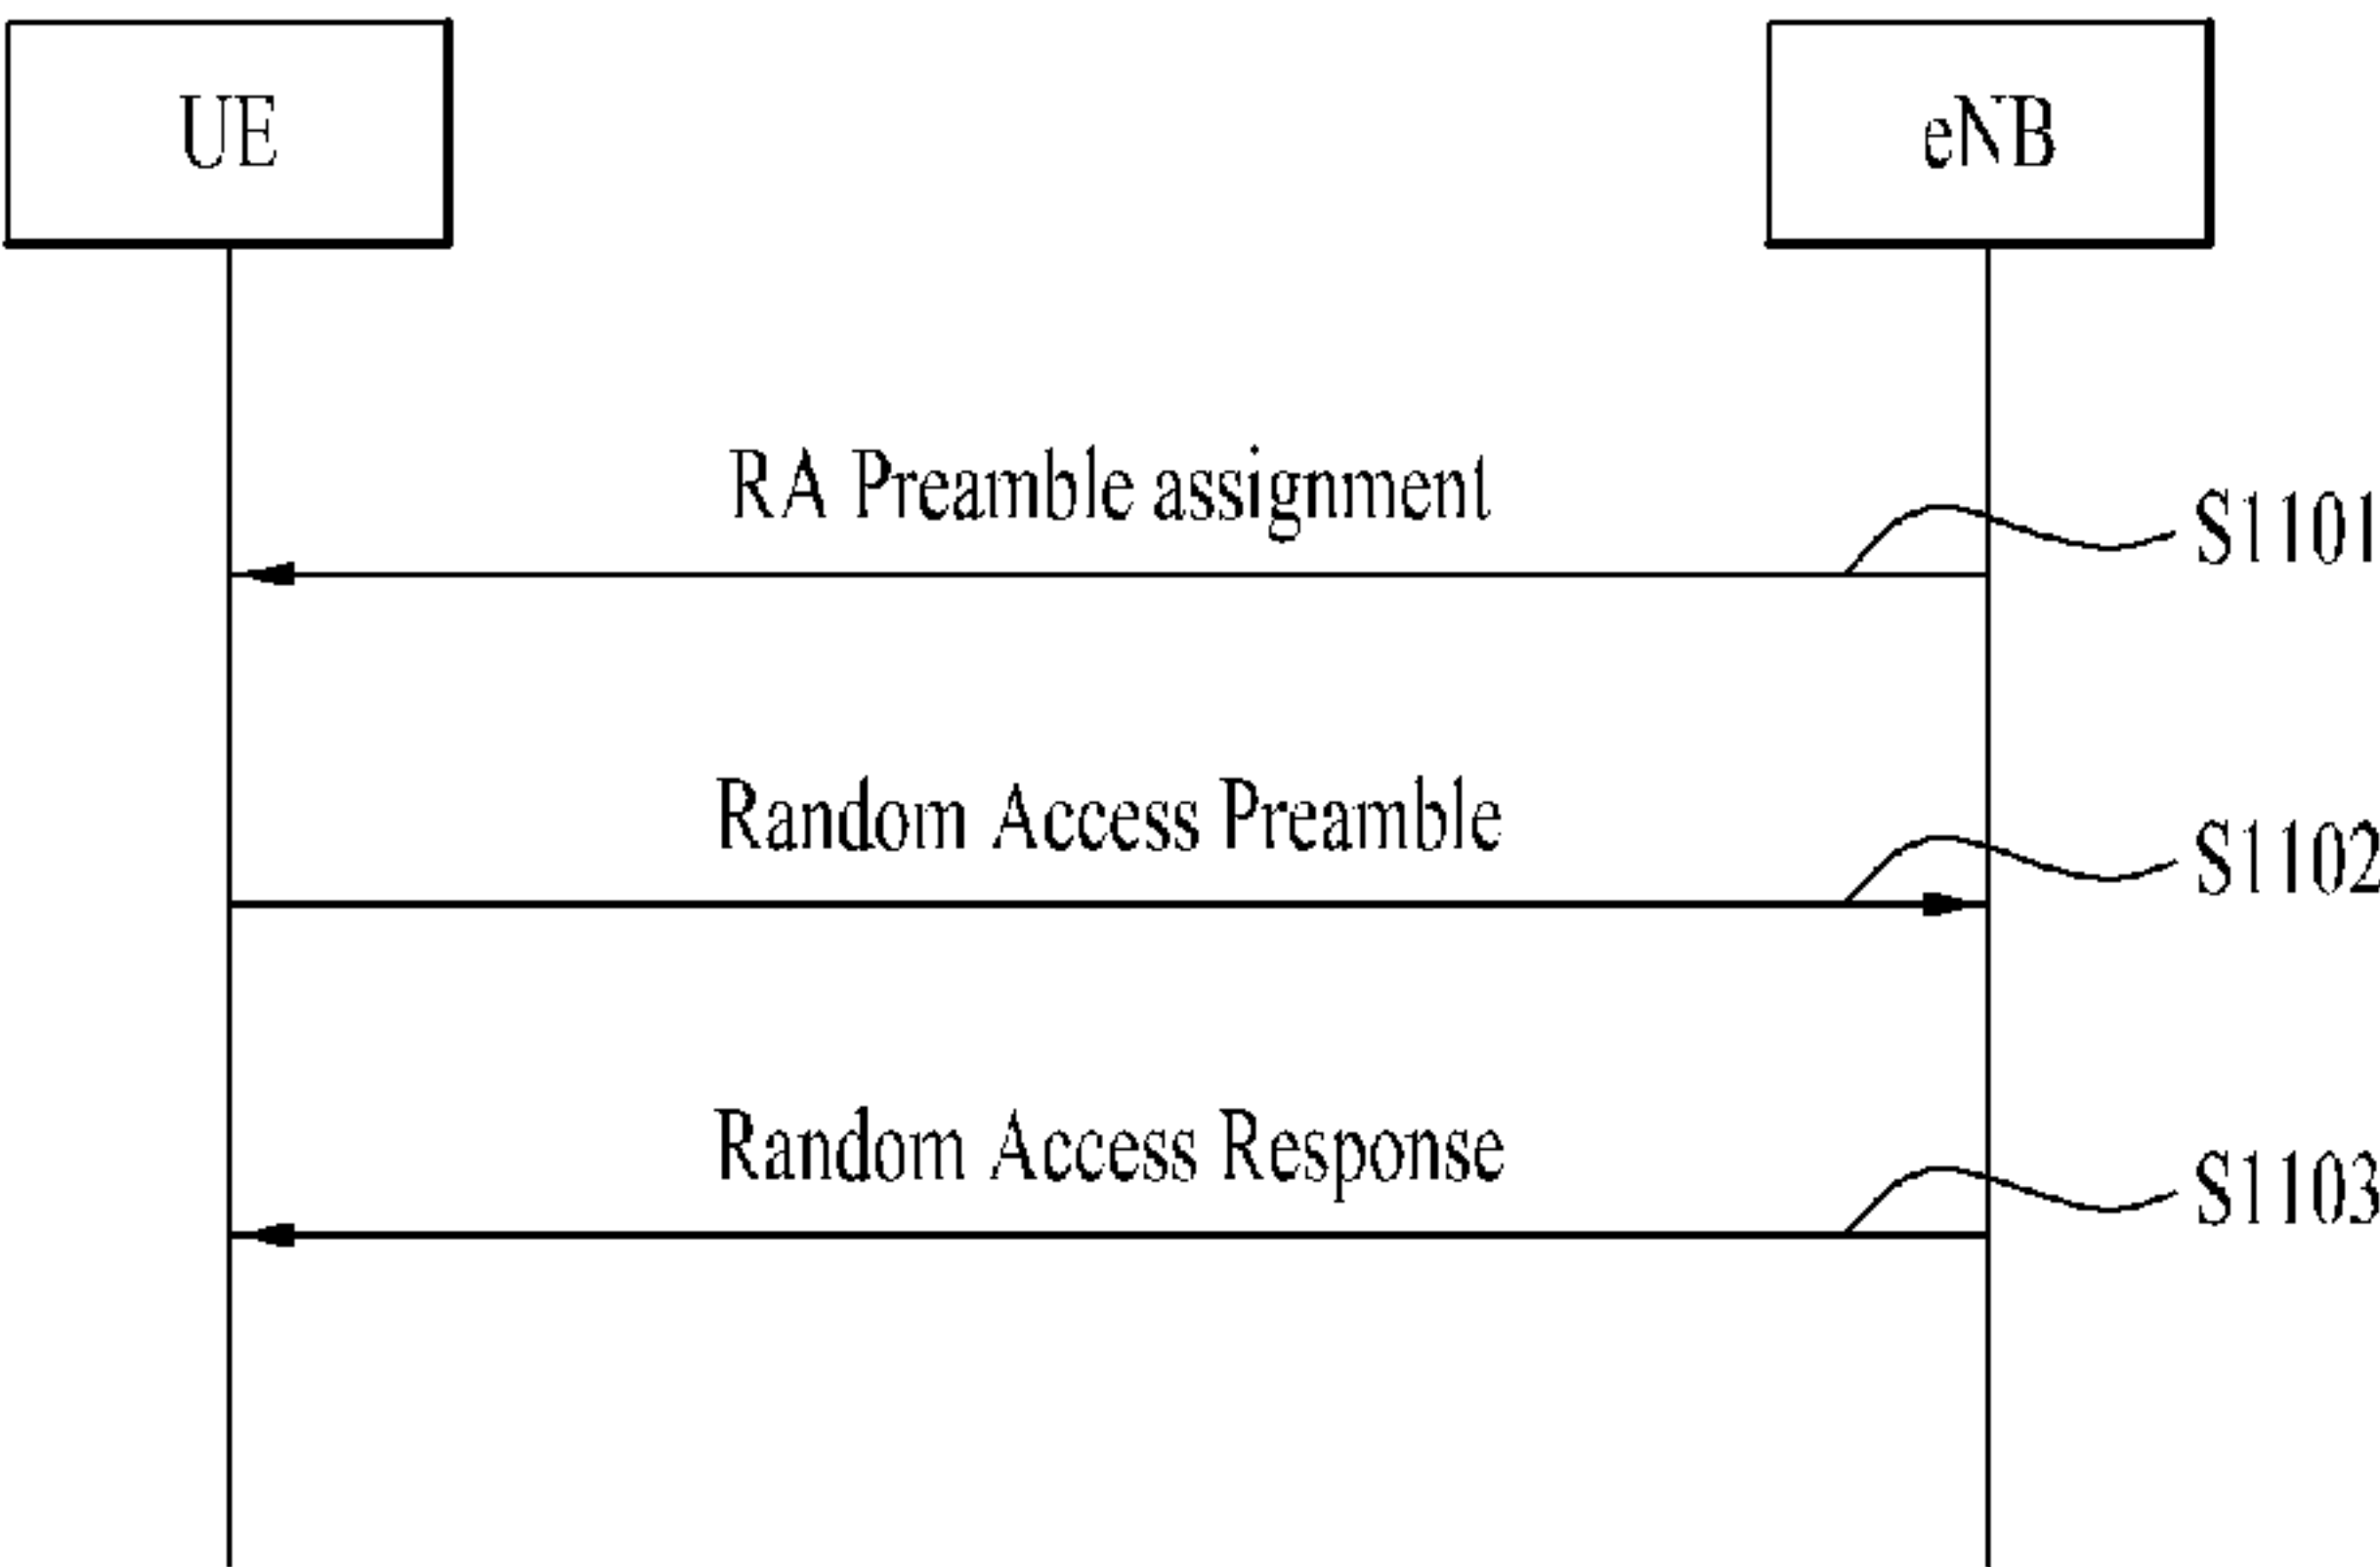 UE
eNB
RA Preamble assignment
S1101
Random Access Preamble
S1102
Random Access Response
S1103